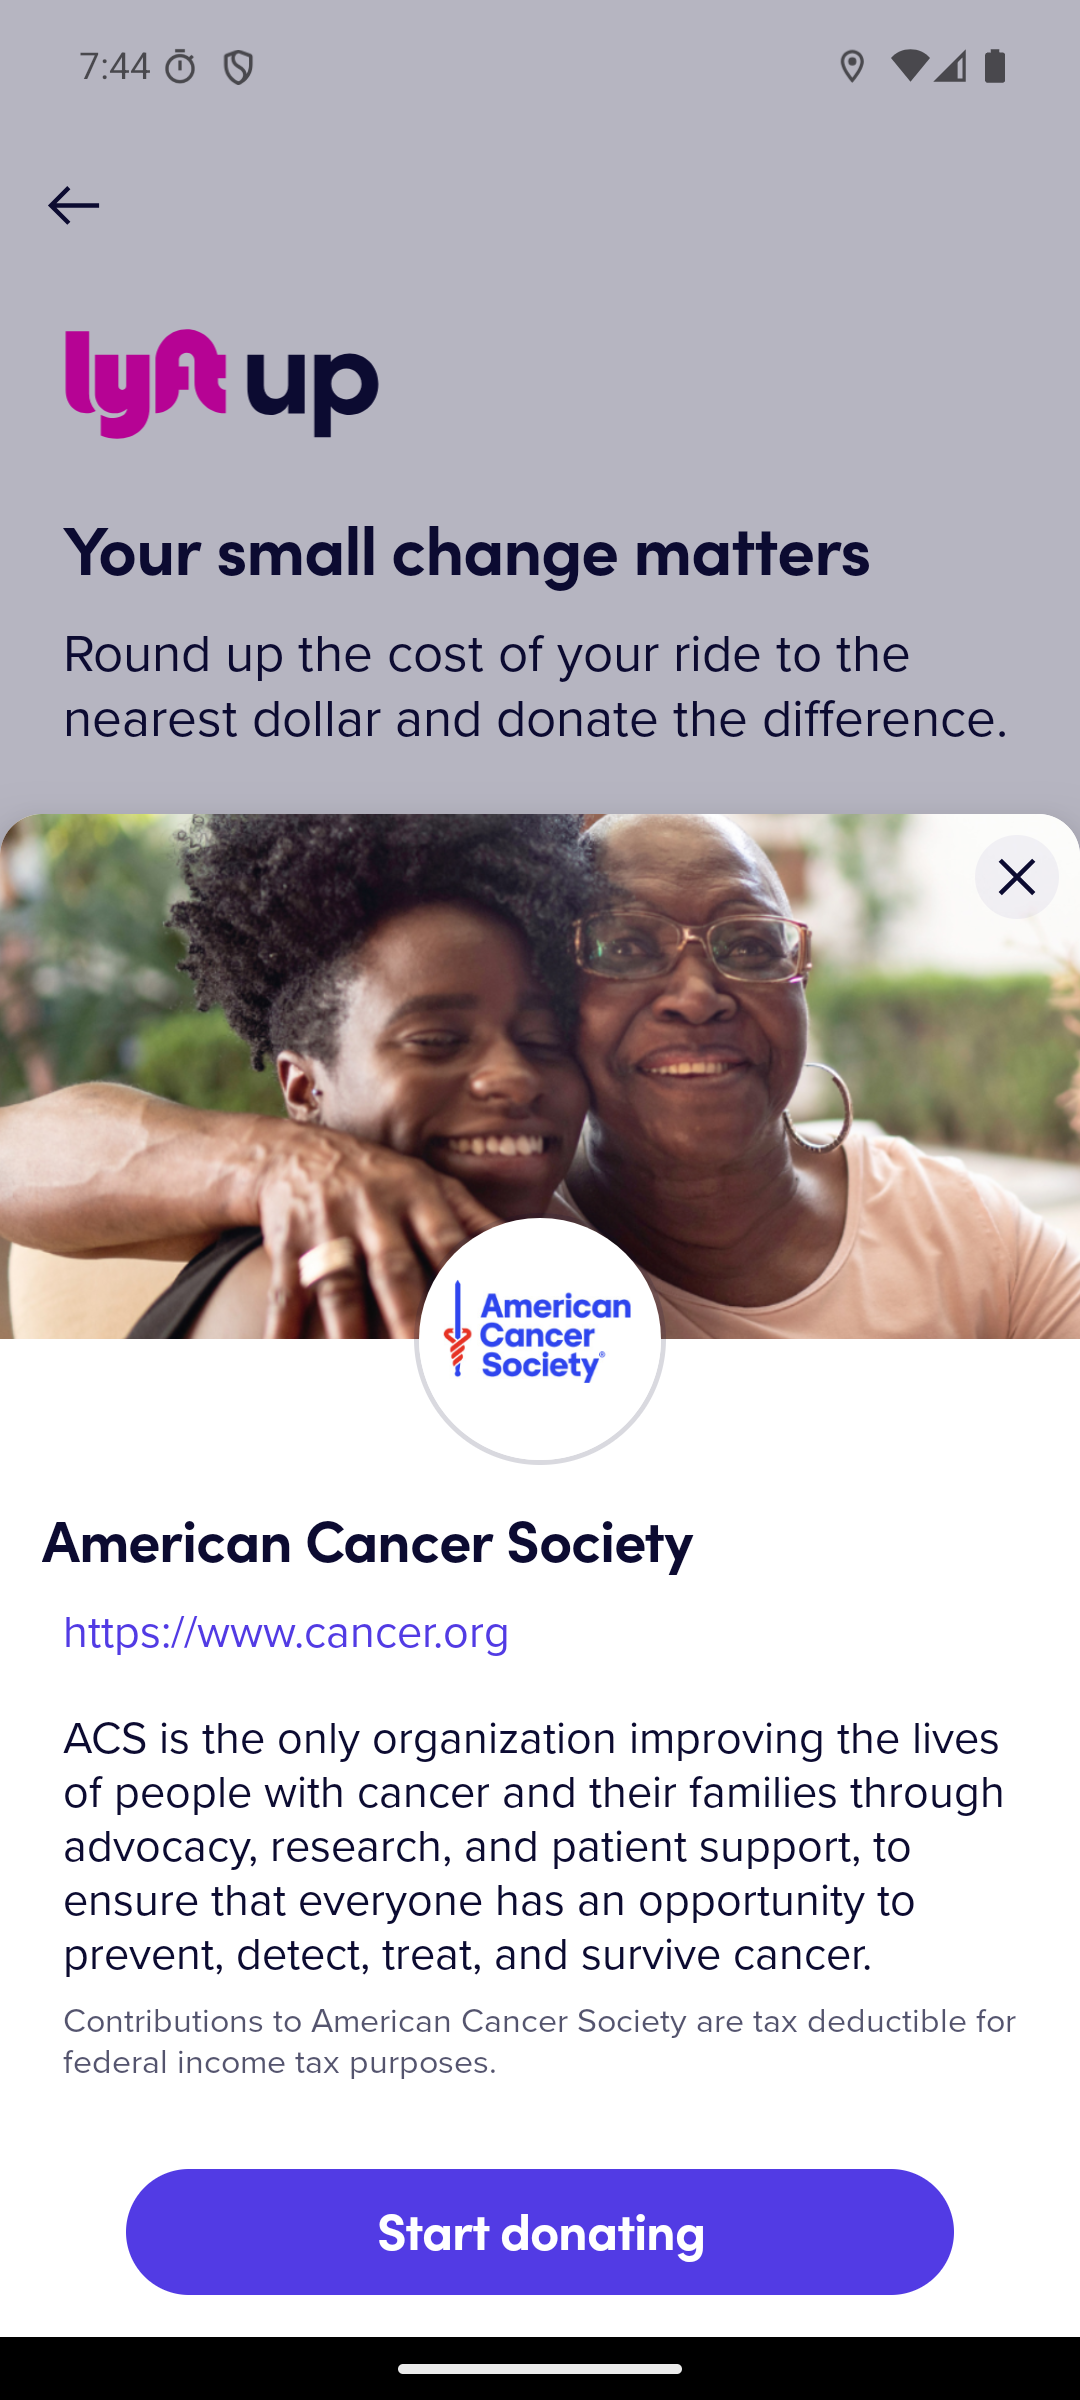 7:44
lyft up
Your small change matters
Round up the cost of your ride to the
nearest dollar and donate the difference.
American
Cancer
Society®
American Cancer Society
https://www.cancer.org
ACS is the only organization improving the lives
of people with cancer and their families through
advocacy, research, and patient support, to
ensure that everyone has an opportunity to
prevent, detect, treat, and survive cancer.
Contributions to American Cancer Society are tax deductible for
federal income tax purposes.
Start donating